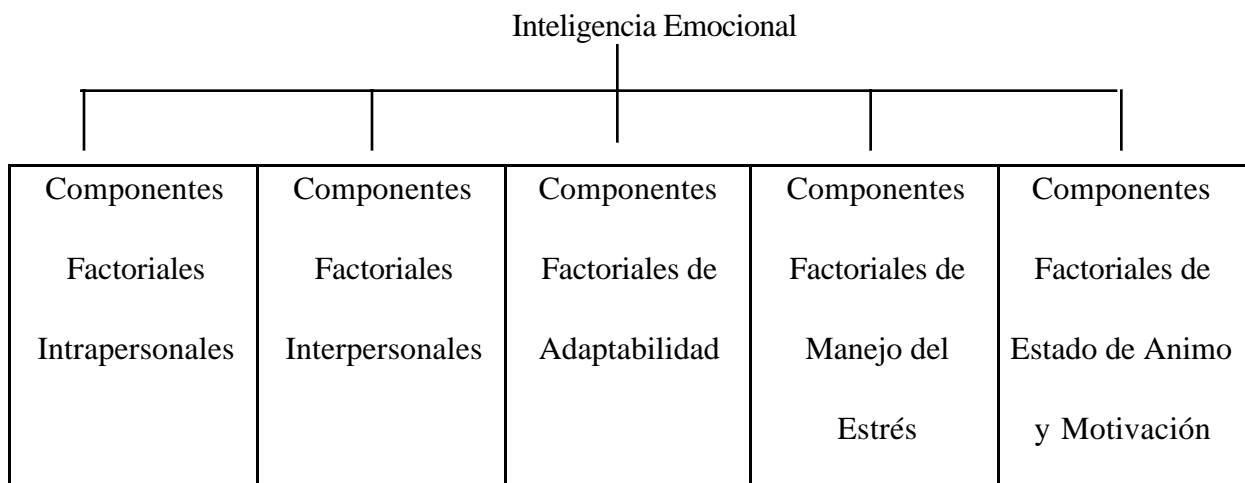 Inteligencia Emocional
Componentes
Factoriales
Intrapersonales
Componentes
Factoriales
Interpersonales
Componentes
Factoriales de
Adaptabilidad
Componentes
Factoriales de
Manejo del
Estrés
Componentes
Factoriales de
Estado de Animo
y Motivación